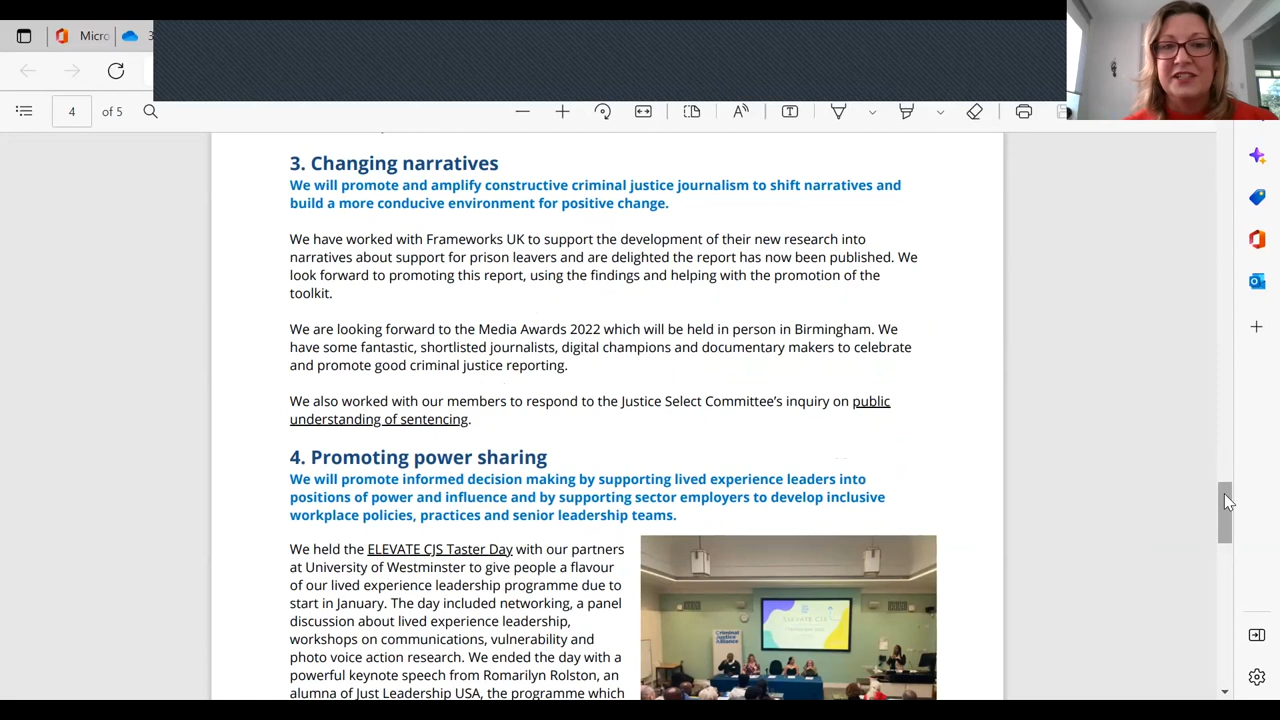 Micro
3
4 of 5
3. Changing narratives
We will promote and amplify constructive criminal justice journalism to shift narratives and
build a more conducive environment for positive change.
We have worked with Frameworks UK to support the development of their new research into
narratives about support for prison leavers and are delighted the report has now been published. We
look forward to promoting this report, using the findings and helping with the promotion of the
toolkit.
We are looking forward to the Media Awards 2022 which will be held in person in Birmingham. We
have some fantastic, shortlisted journalists, digital champions and documentary makers to celebrate
and promote good criminal justice reporting.
We also worked with our members to respond to the Justice Select Committee’s inquiry on public
understanding of sentencing.
4. Promoting power sharing
We will promote informed decision making by supporting lived experience leaders into
positions of power and influence and by supporting sector employers to develop inclusive
workplace policies, practices and senior leadership teams.
We held the ELEVATE CJS Taster Day with our partners
at University of Westminster to give people a flavour
of our lived experience leadership programme due to
start in January. The day included networking, a panel
discussion about lived experience leadership,
workshops on communications, vulnerability and
photo voice action research. We ended the day with a
powerful keynote speech from Romarilyn Rolston, an
alumna of Just Leadership USA, the programme which
ELEVATE CJS
Criminal
Justice
Alliance